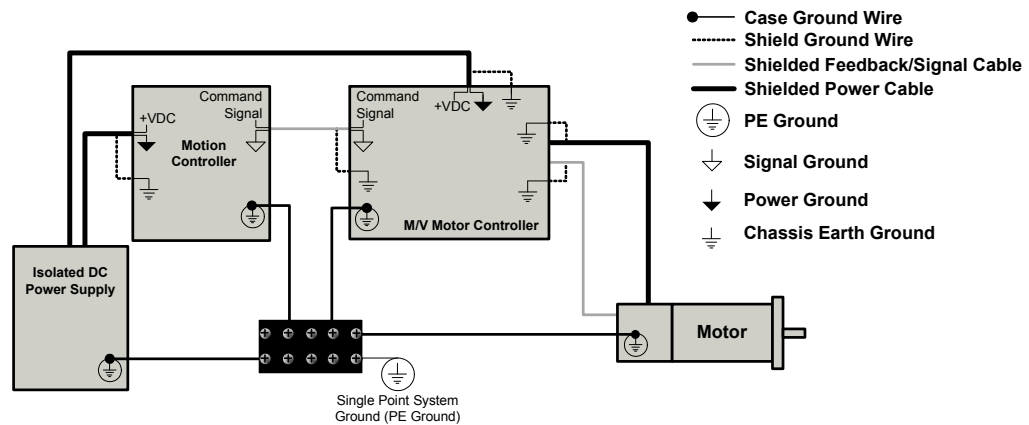 Case Ground Wire
Shield Ground Wire
Shielded Feedback/Signal Cable
Shielded Power Cable
PE Ground
Signal Ground
Power Ground
Chassis Earth Ground
+VDC
Command
Signal
Motion
Controller
Command
Signal
+VDC
M/V Motor Controller
Isolated DC
Power Supply
Motor
Single Point System
Ground (PE Ground)